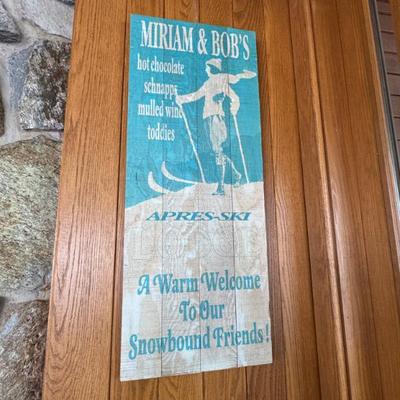 MIRIAM & BOB'S
hot chocolate
schnapps
mulled wine
toddies
APRES-SKI
A Warm Welcome
To Our
Snowbound Friends!